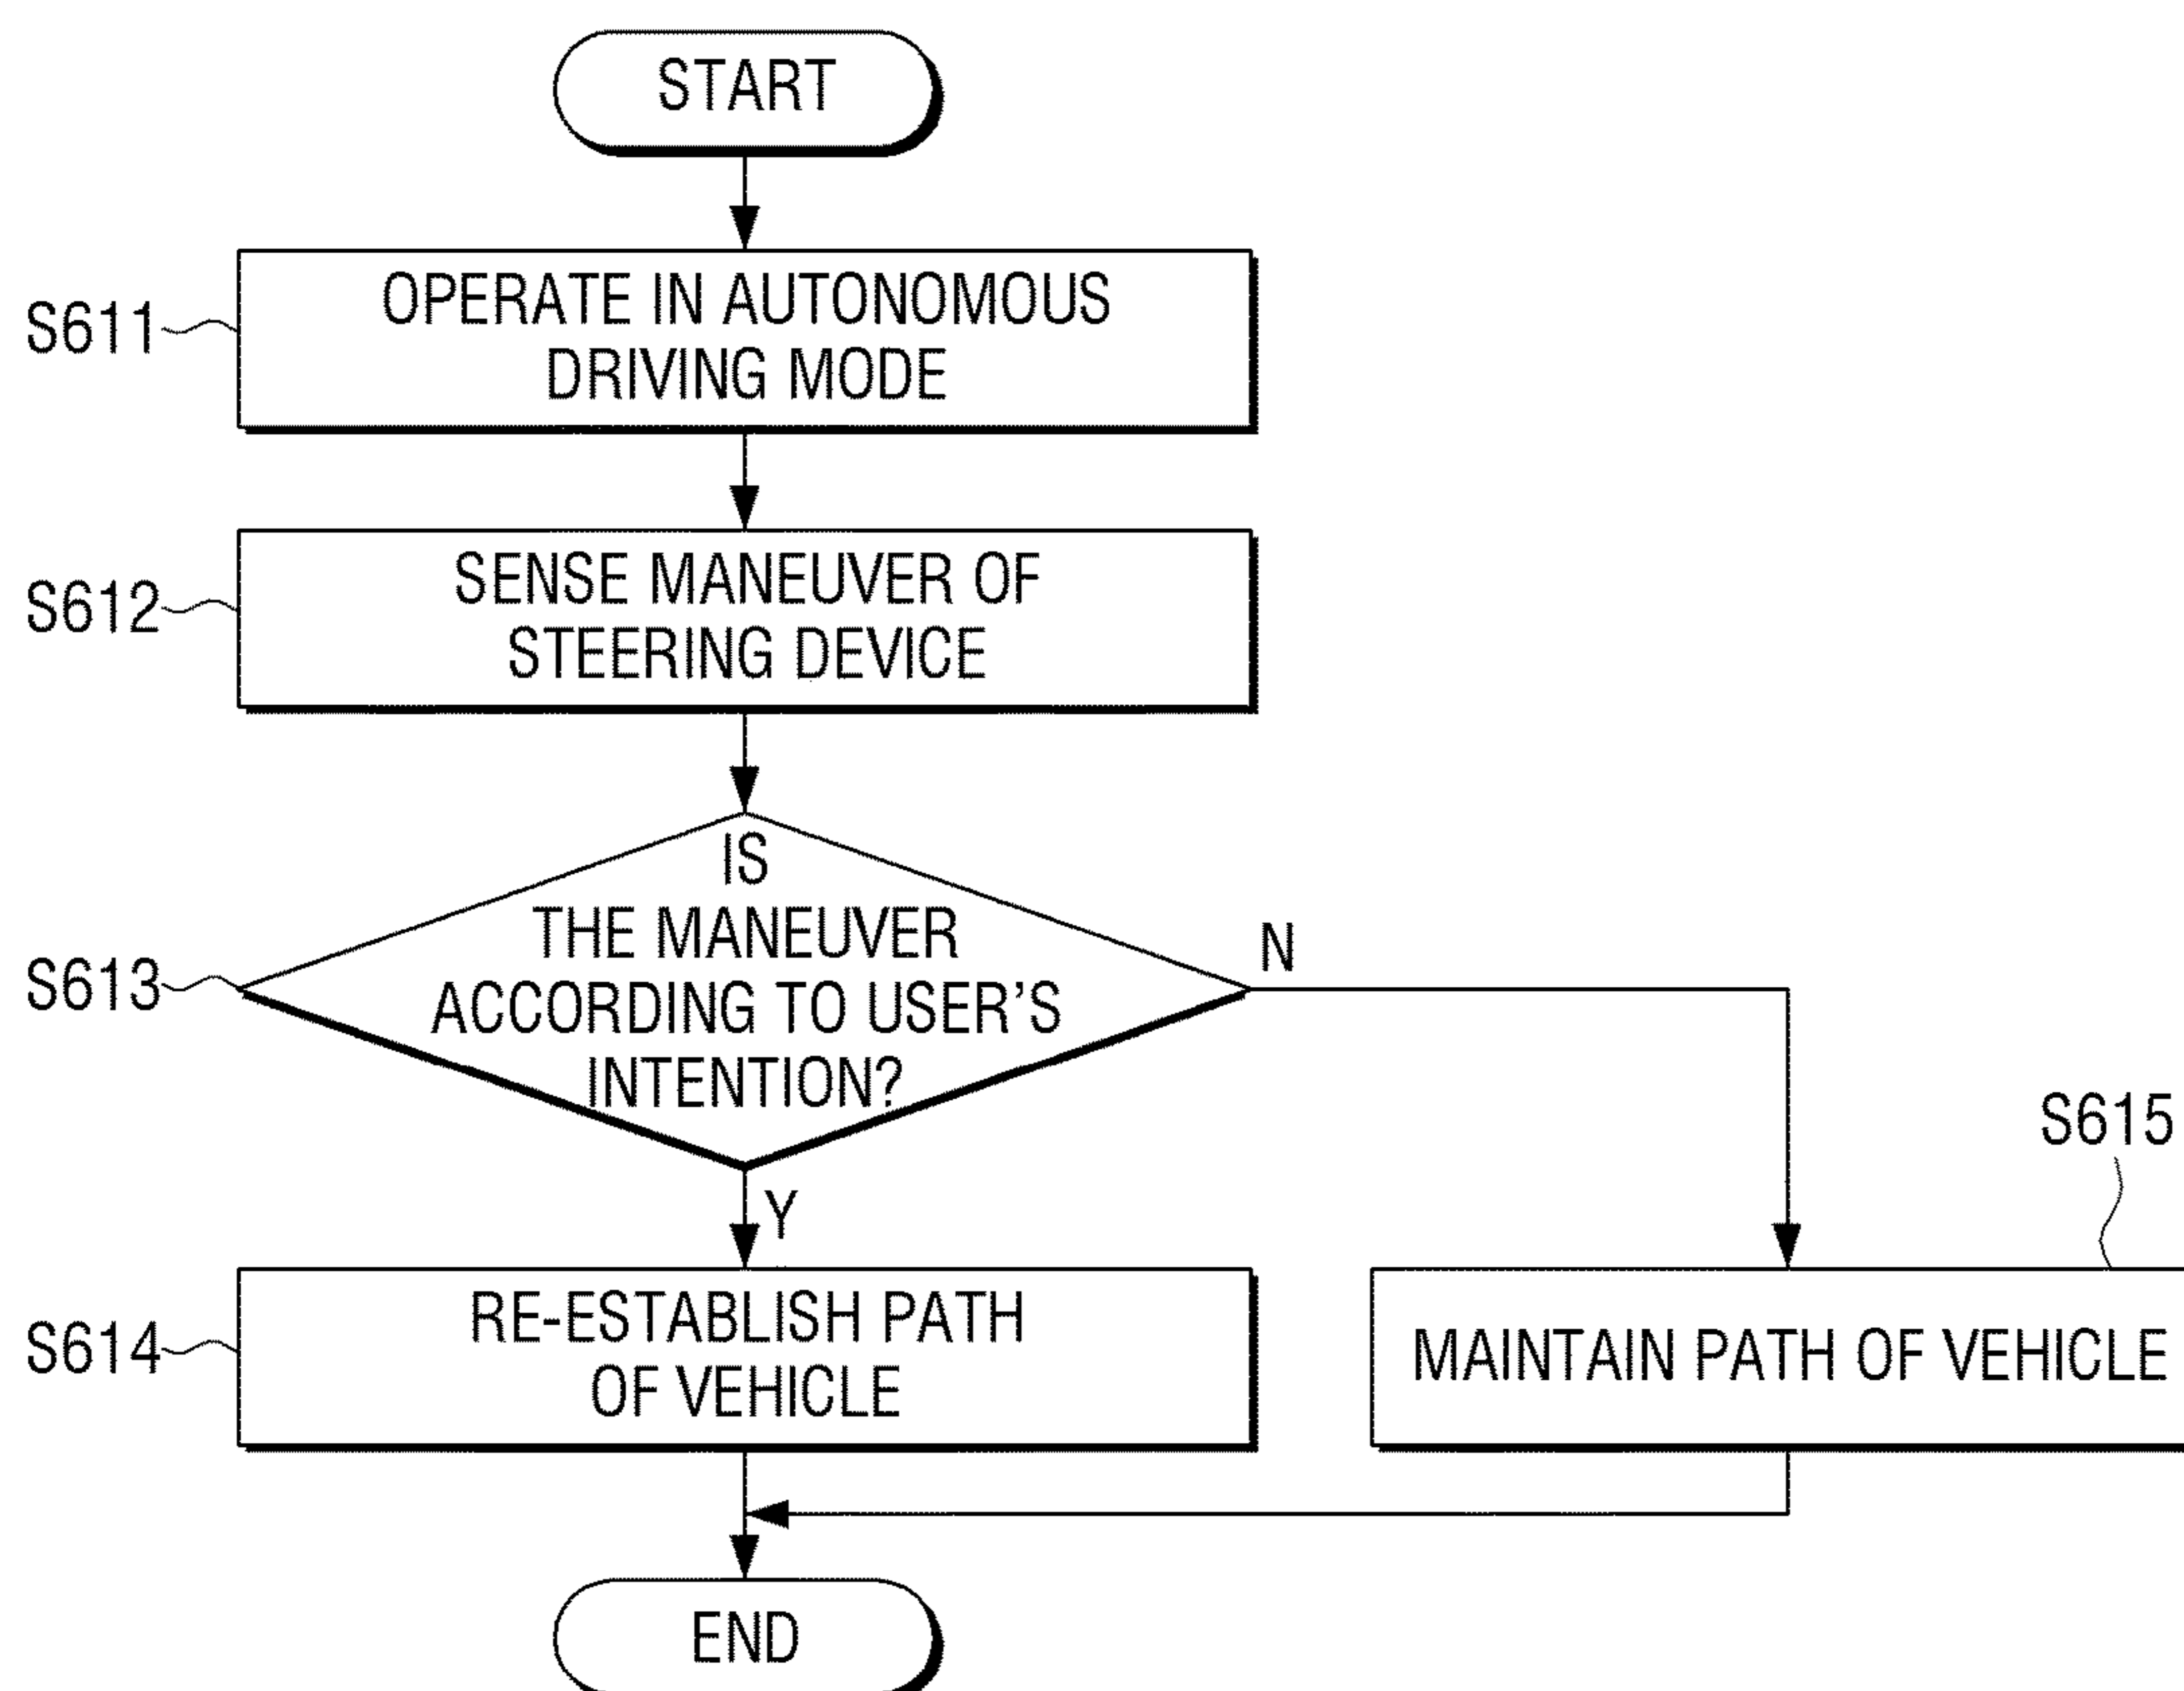 START
S611
OPERATE IN AUTONOMOUS
DRIVING MODE
S612
SENSE MANEUVER OF
STEERING DEVICE
S613
IS
THE MANEUVER
ACCORDING TO USER'S
INTENTION?
N
Y
S614
RE-ESTABLISH PATH
OF VEHICLE
S615
MAINTAIN PATH OF VEHICLE
END